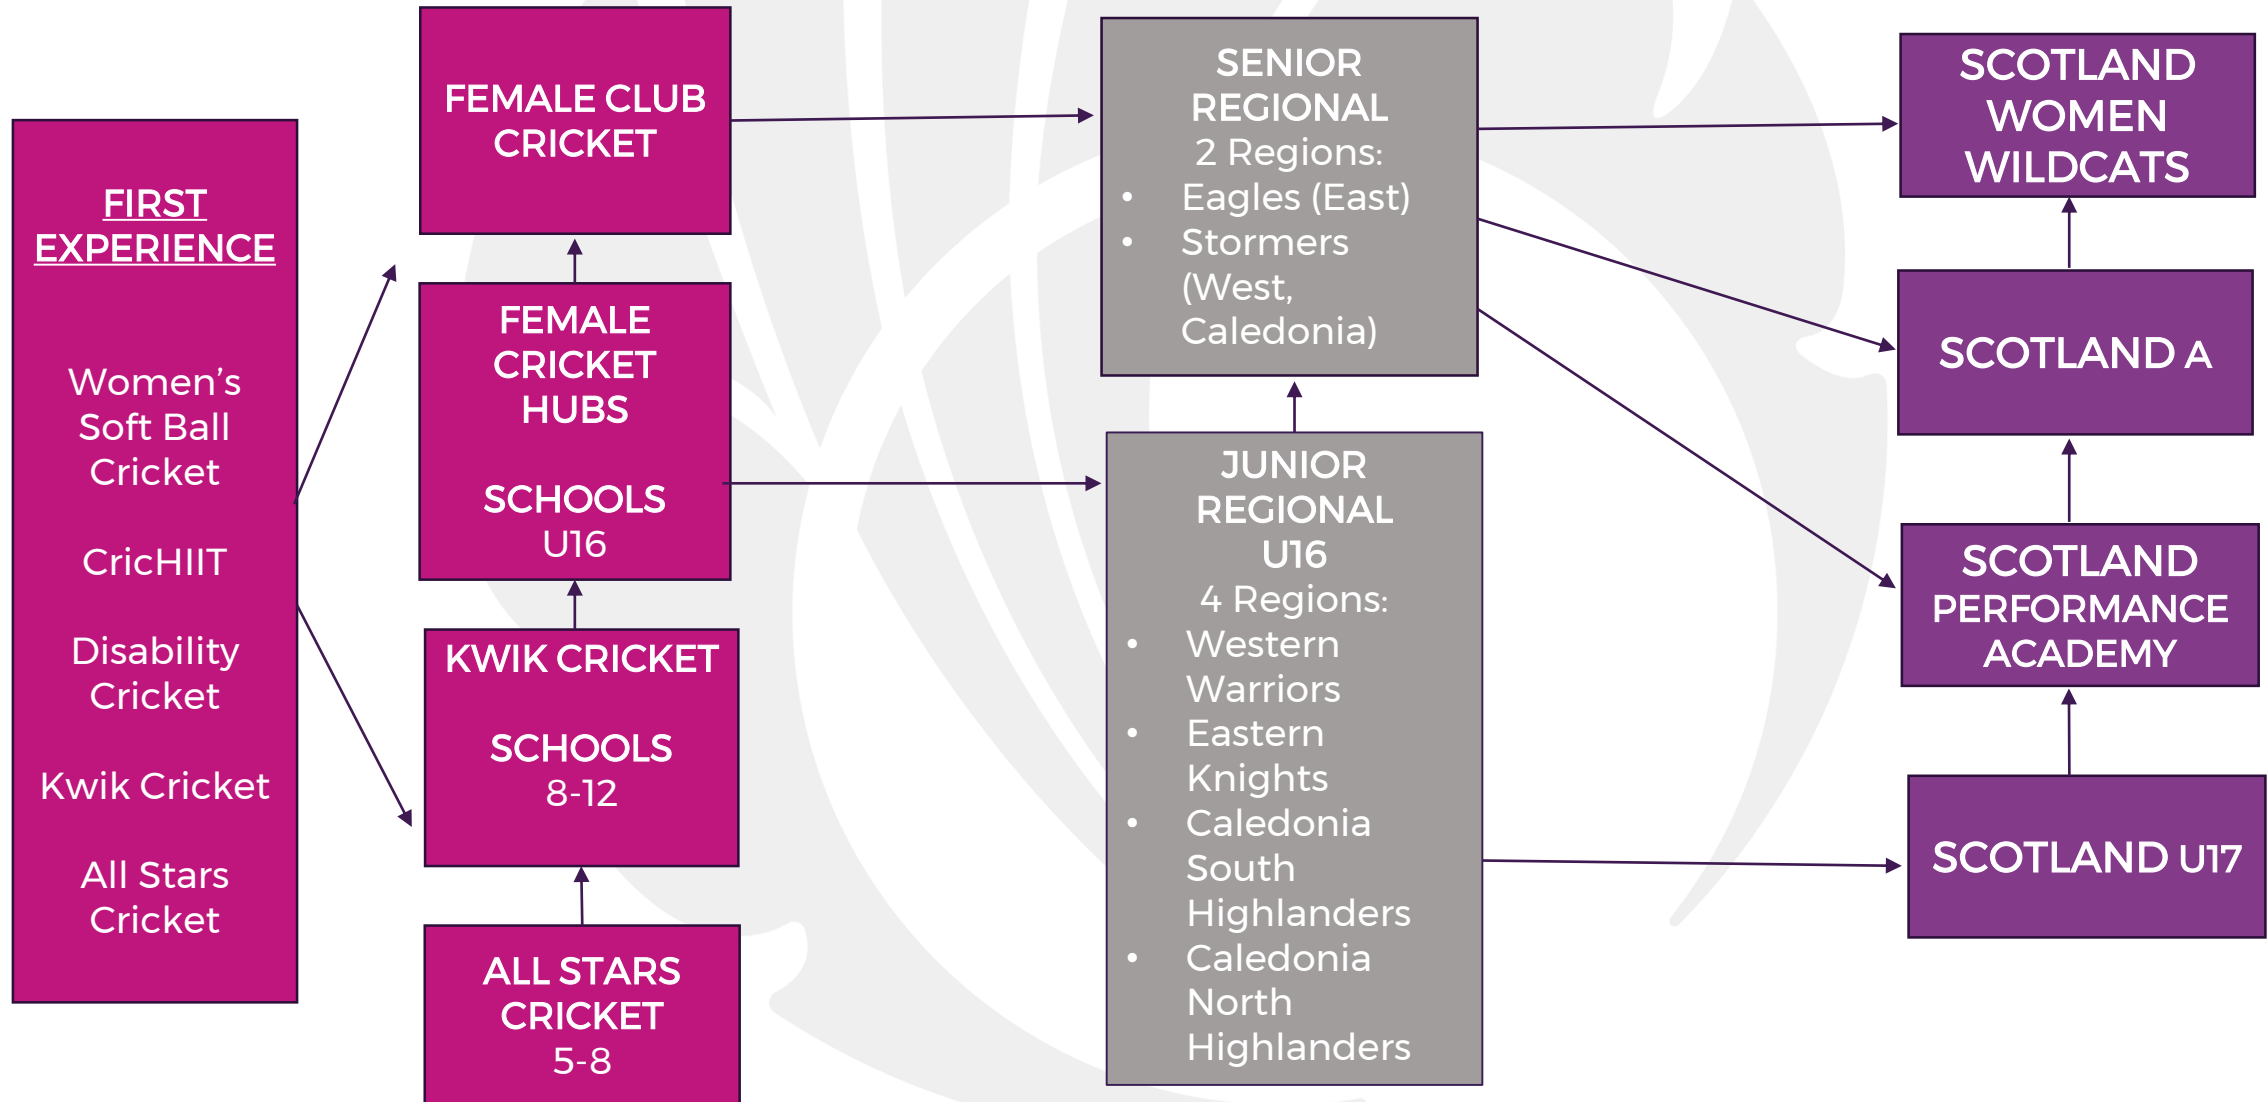 FIRST
EXPERIENCE
Women’s
Soft Ball
Cricket
CricHIIT
Disability
Cricket
Kwik Cricket
All Stars
Cricket
FEMALE CLUB
CRICKET
FEMALE
CRICKET
HUBS
SCHOOLS
U16
KWIK CRICKET
SCHOOLS
8-12
ALL STARS
CRICKET
5-8
SENIOR
REGIONAL
2 Regions:
• Eagles (East)
• Stormers
(West,
Caledonia)
JUNIOR
REGIONAL
U16
4 Regions:
• Western
Warriors
• Eastern
Knights
• Caledonia
South
Highlanders
• Caledonia
North
Highlanders
SCOTLAND
WOMEN
WILDCATS
SCOTLAND A
SCOTLAND
PERFORMANCE
ACADEMY
SCOTLAND U17